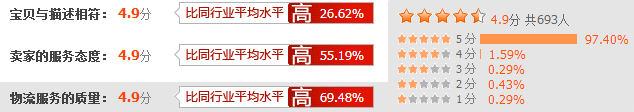 宝贝与描述相符：4.9分 比同行业平均水平 高 26.62%
卖家的服务态度：4.9分 比同行业平均水平 高 55.19%
物流服务的质量：4.9分 比同行业平均水平 高 69.48%
4.9分 共693人
5分 97.40%
4分 1.59%
3分 0.29%
2分 0.43%
1分 0.29%